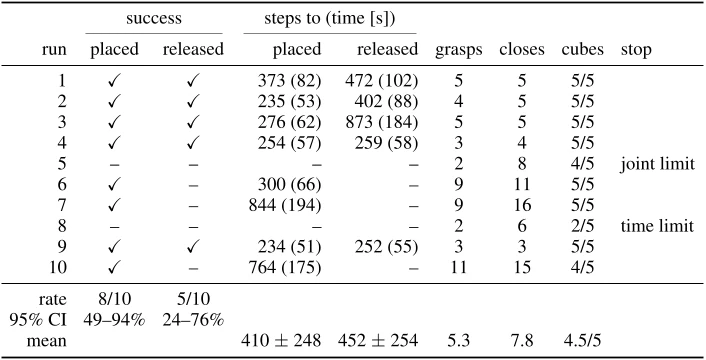 success steps to (time [s])
run placed released placed released grasps closes cubes stop
1 ✓ ✓ 373 (82) 472 (102) 5 5 5/5
2 ✓ ✓ 235 (53) 402 (88) 4 5 5/5
3 ✓ ✓ 276 (62) 873 (184) 5 5 5/5
4 ✓ ✓ 254 (57) 259 (58) 3 4 5/5
5 – – – – 2 8 4/5 joint limit
6 ✓ – 300 (66) – 9 11 5/5
7 ✓ – 844 (194) – 9 16 5/5
8 – – – – 2 6 2/5 time limit
9 ✓ ✓ 234 (51) 252 (55) 3 3 5/5
10 ✓ – 764 (175) – 11 15 4/5
rate 8/10 5/10
95% CI 49–94% 24–76%
mean 410 ± 248 452 ± 254 5.3 7.8 4.5/5